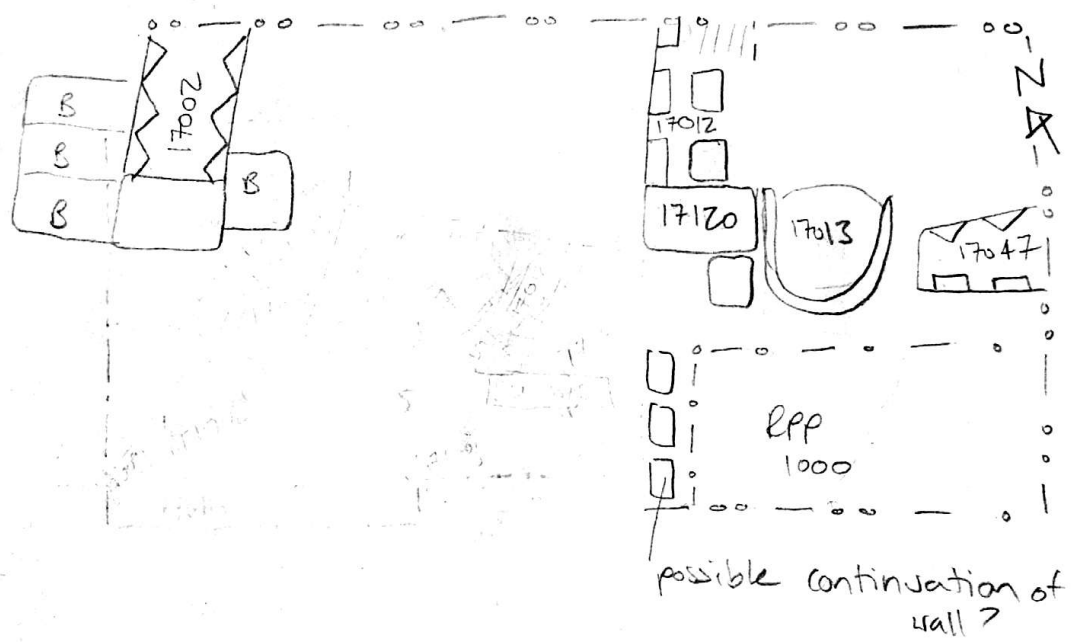 17002
B
B
B
B
17012
17120
17013
17047
N
RPP
1000
possible continuation of
wall?